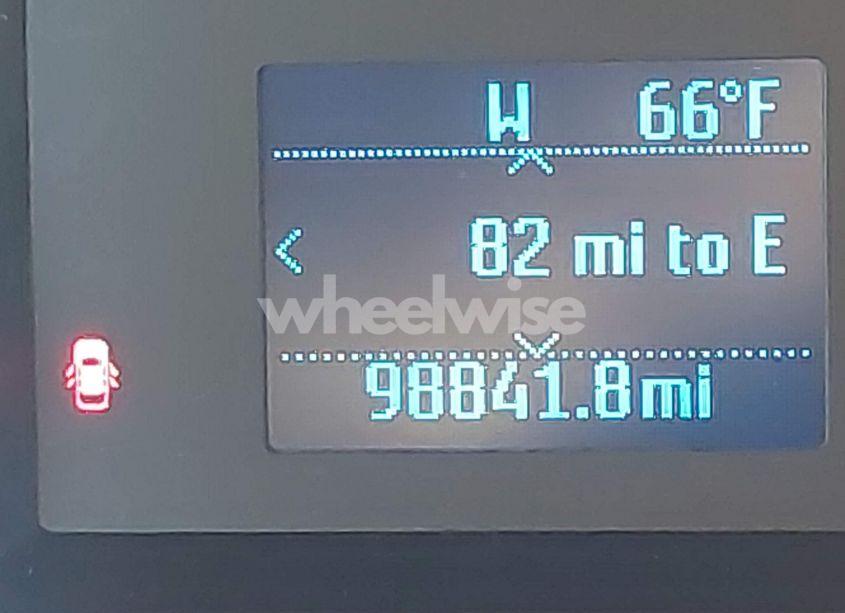 W 66°F
82 mi to E
wheelwise
98841.8mi